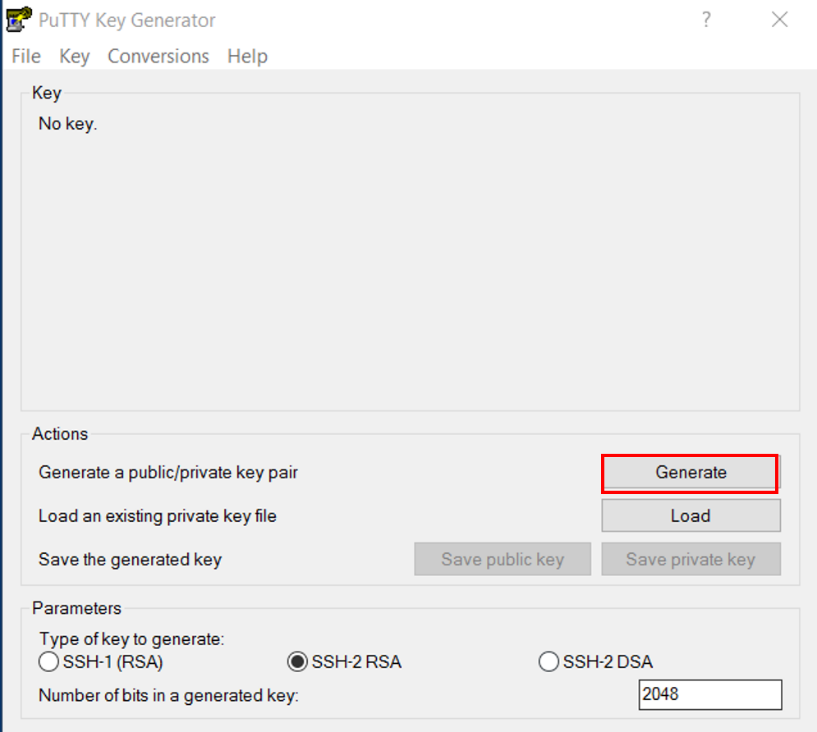 PuTTY Key Generator ?
File Key Conversions Help
Key
No key.
Actions
Generate a public/private key pair Generate
Load an existing private key file Load
Save the generated key Save public key Save private key
Parameters
Type of key to generate:
SSH-1 (RSA) SSH-2 RSA SSH-2 DSA
Number of bits in a generated key: 2048